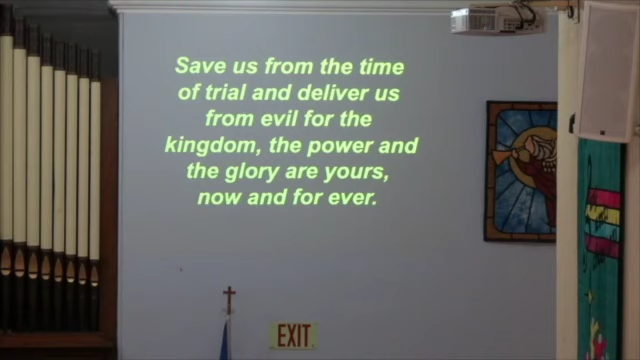 Save us from the time
of trial and deliver us
from evil for the
kingdom, the power and
the glory are yours,
now and for ever.
EXIT